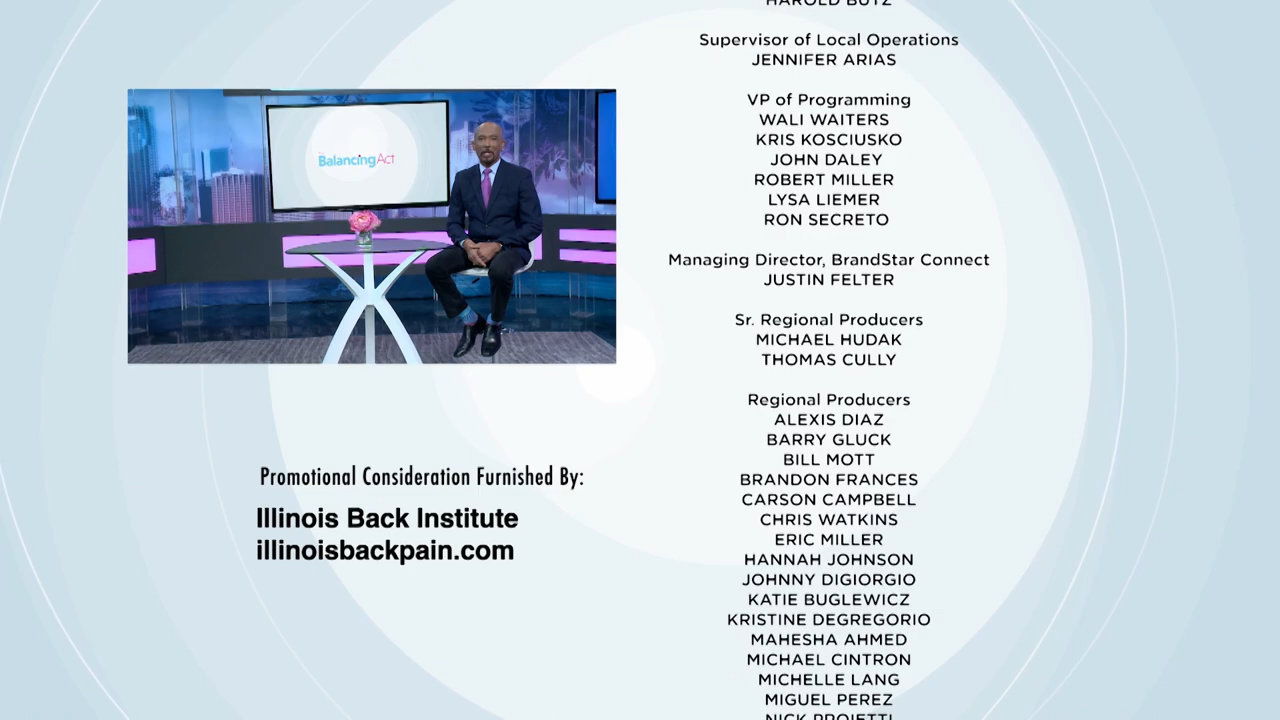 BalancingAct
Promotional Consideration Furnished By:
Illinois Back Institute
illinoisbackpain.com
HAROLD BUTZ
Supervisor of Local Operations
JENNIFER ARIAS
VP of Programming
WALI WAITERS
KRIS KOSCIUSKO
JOHN DALEY
ROBERT MILLER
LYSA LIEMER
RON SECRETO
Managing Director, BrandStar Connect
JUSTIN FELTER
Sr. Regional Producers
MICHAEL HUDAK
THOMAS CULLY
Regional Producers
ALEXIS DIAZ
BARRY GLUCK
BILL MOTT
BRANDON FRANCES
CARSON CAMPBELL
CHRIS WATKINS
ERIC MILLER
HANNAH JOHNSON
JOHNNY DIGIORGIO
KATIE BUGLEWICZ
KRISTINE DEGREGORIO
MAHESHA AHMED
MICHAEL CINTRON
MICHELLE LANG
MIGUEL PEREZ
NICK PROIETTI